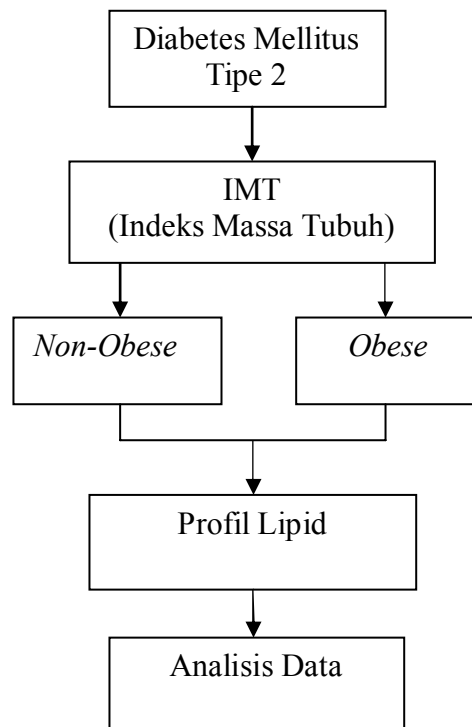 Diabetes Mellitus
Tipe 2
IMT
(Indeks Massa Tubuh)
Non-Obese
Obese
Profil Lipid
Analisis Data